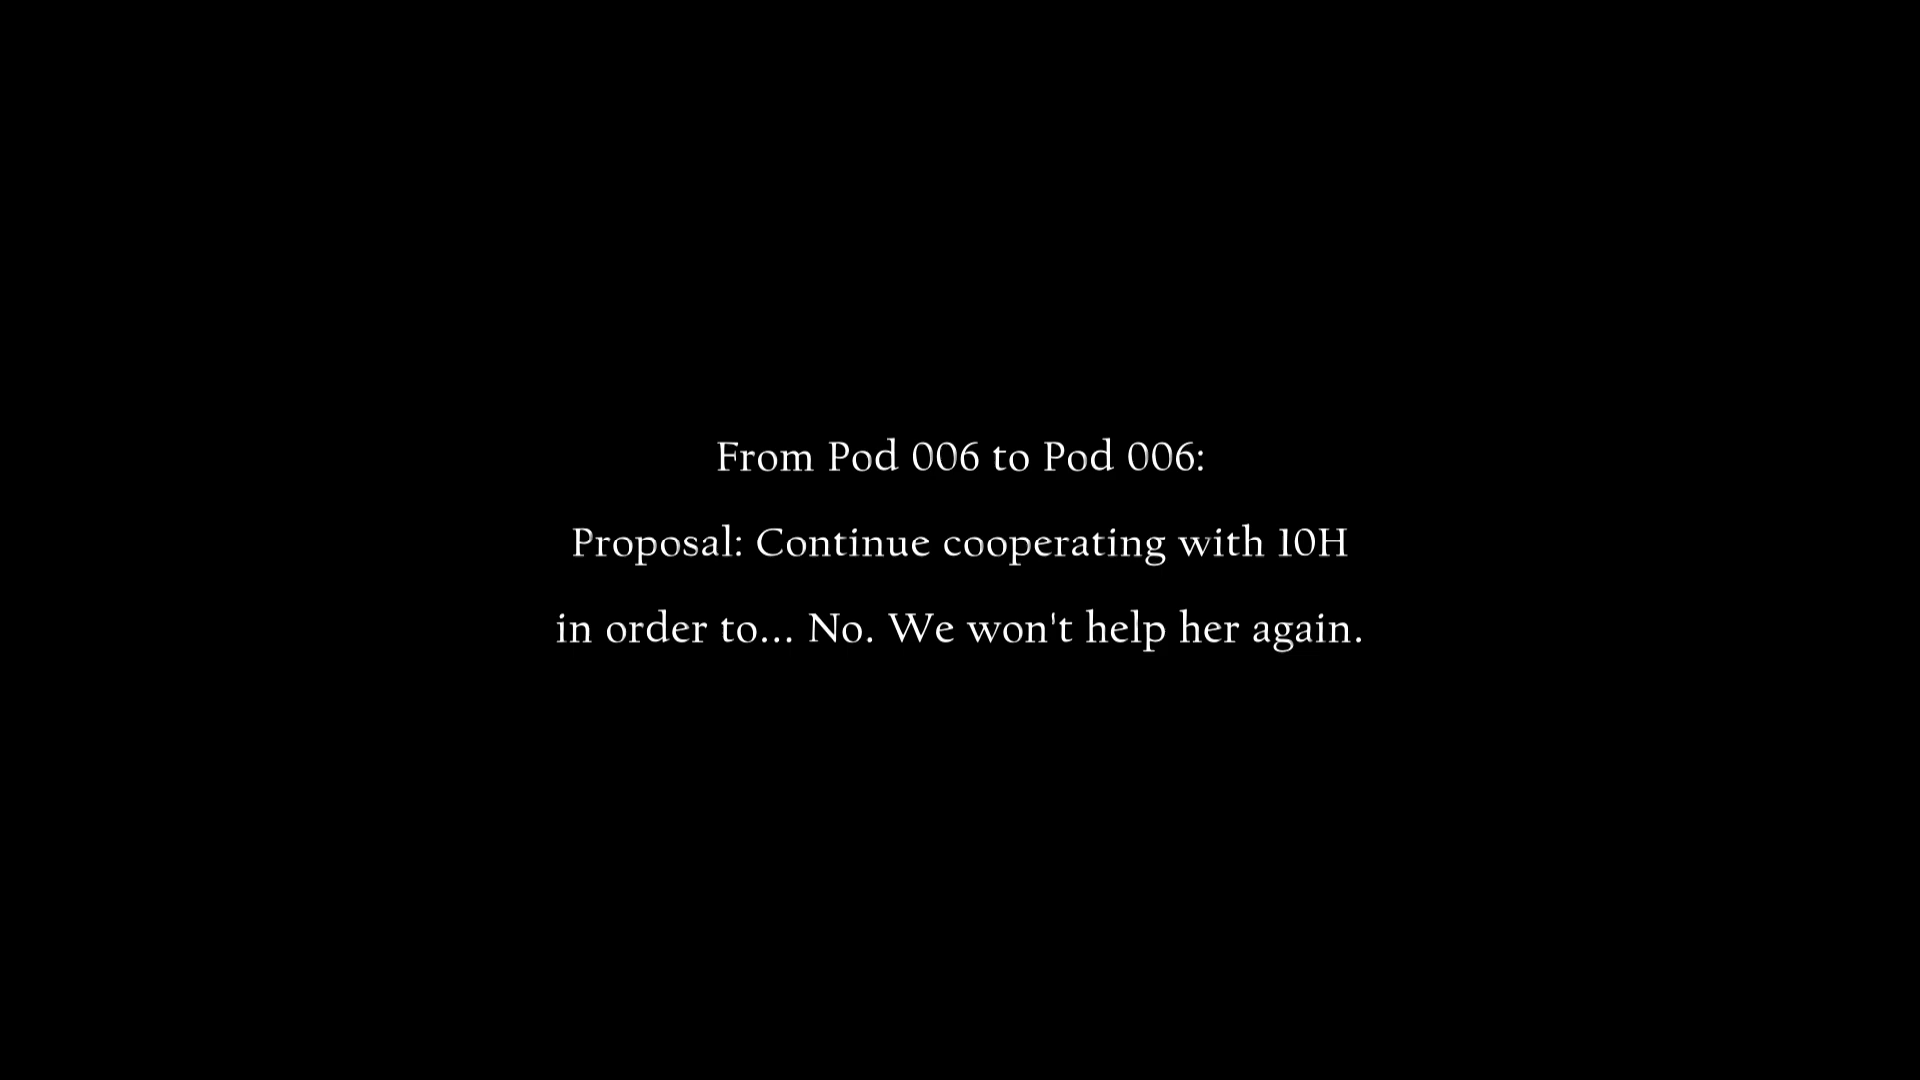 From Pod 006 to Pod 006:
Proposal: Continue cooperating with 10H
in order to... No. We won't help her again.